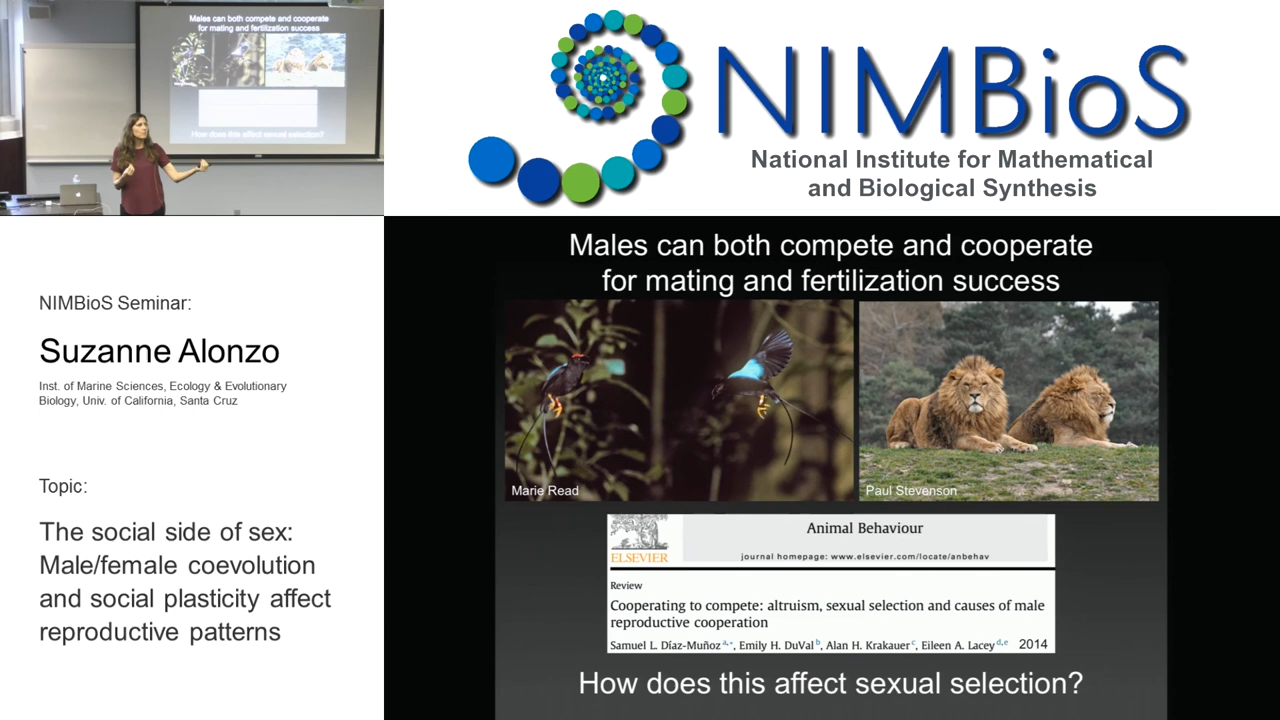 Males can both compete and cooperate
for mating and fertilization success
How does this affect sexual selection?
NIMBioS
National Institute for Mathematical
and Biological Synthesis
NIMBioS Seminar:
Suzanne Alonzo
Inst. of Marine Sciences, Ecology & Evolutionary
Biology, Univ. of California, Santa Cruz
Topic:
The social side of sex:
Male/female coevolution
and social plasticity affect
reproductive patterns
Males can both compete and cooperate
for mating and fertilization success
Marie Read
Paul Stevenson
ELSEVIER
Animal Behaviour
journal homepage: www.elsevier.com/locate/anbehav
Review
Cooperating to compete: altruism, sexual selection and causes of male
reproductive cooperation
Samuel L. Díaz-Muñoz a,*, Emily H. DuVal b, Alan H. Krakauer c, Eileen A. Lacey d,e 2014
How does this affect sexual selection?